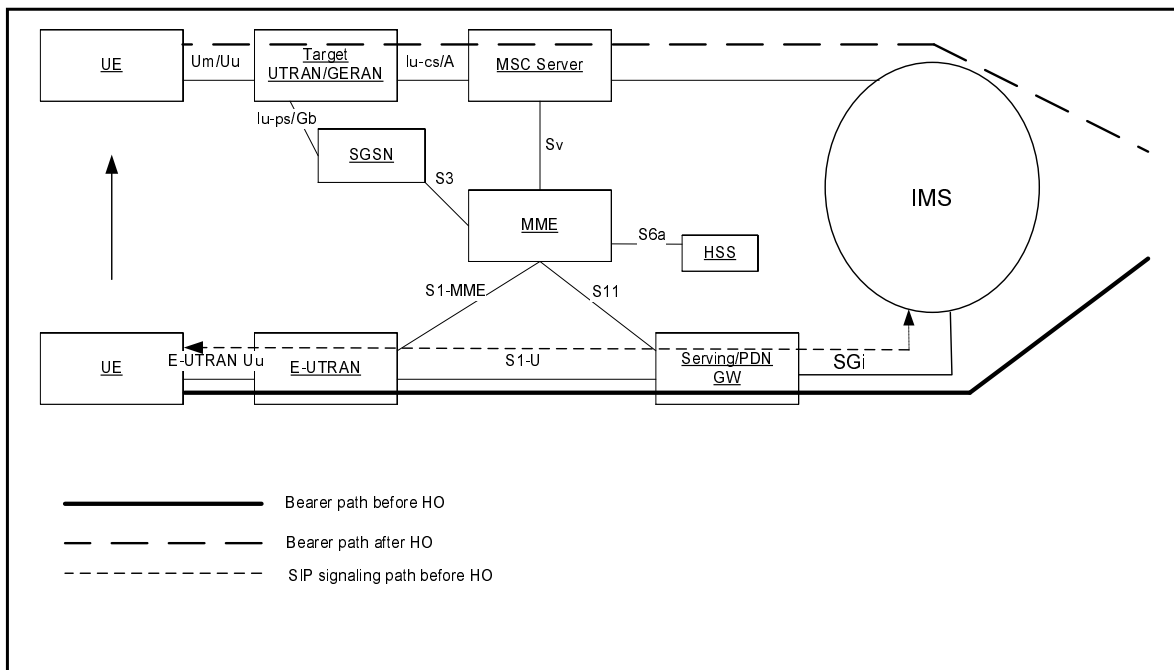 UE
Um/Uu
Target
UTRAN/GERAN
Iu-cs/A
MSC Server
Iu-ps/Gb
SGSN
S3
Sv
MME
S6a
HSS
IMS
S1-MME
S11
UE
E-UTRAN Uu
E-UTRAN
S1-U
Serving/PDN
GW
SGi
Bearer path before HO
Bearer path after HO
SIP signaling path before HO